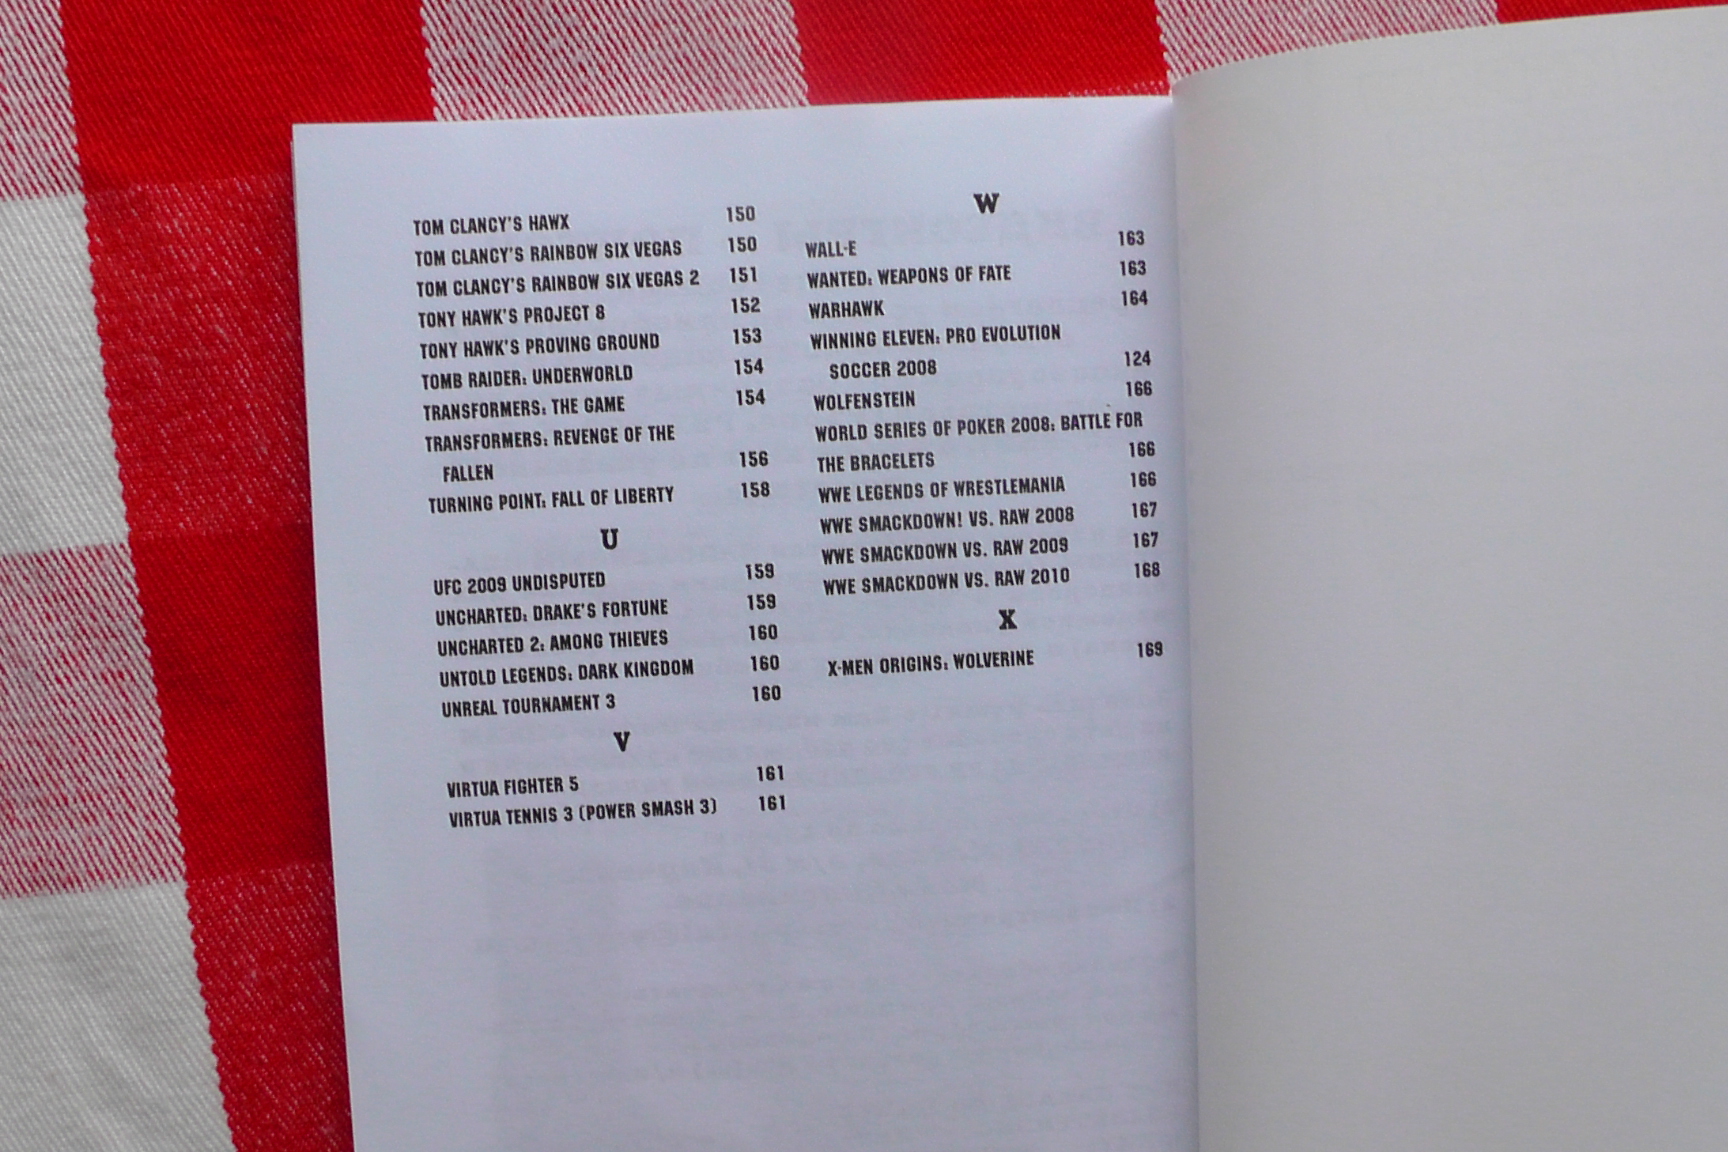 TOM CLANCY'S HAWX 150
TOM CLANCY'S RAINBOW SIX VEGAS 150
TOM CLANCY'S RAINBOW SIX VEGAS 2 151
TONY HAWK'S PROJECT 8 152
TONY HAWK'S PROVING GROUND 153
TOMB RAIDER: UNDERWORLD 154
TRANSFORMERS: THE GAME 154
TRANSFORMERS: REVENGE OF THE
FALLEN 156
TURNING POINT: FALL OF LIBERTY 158
U
UFC 2009 UNDISPUTED 159
UNCHARTED: DRAKE'S FORTUNE 159
UNCHARTED 2: AMONG THIEVES 160
UNTOLD LEGENDS: DARK KINGDOM 160
UNREAL TOURNAMENT 3 160
V
VIRTUA FIGHTER 5 161
VIRTUA TENNIS 3 (POWER SMASH 3) 161
W
WALL-E 163
WANTED: WEAPONS OF FATE 163
WARHAWK 164
WINNING ELEVEN: PRO EVOLUTION
SOCCER 2008 124
WOLFENSTEIN 166
WORLD SERIES OF POKER 2008: BATTLE FOR
THE BRACELETS 166
WWE LEGENDS OF WRESTLEMANIA 166
WWE SMACKDOWN! VS. RAW 2008 167
WWE SMACKDOWN VS. RAW 2009 167
WWE SMACKDOWN VS. RAW 2010 168
X
X-MEN ORIGINS: WOLVERINE 169